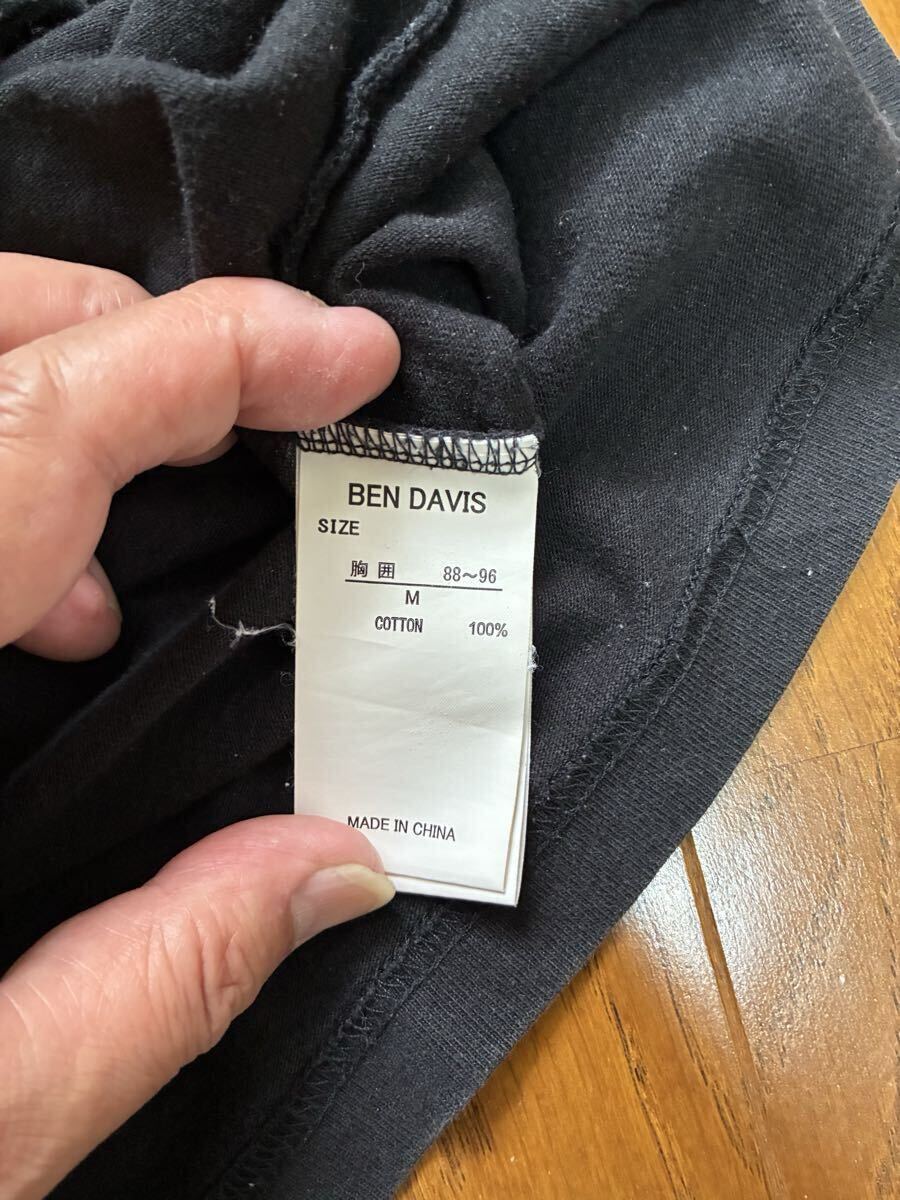 BEN DAVIS
SIZE
胸囲 88～96
M
COTTON 100%
MADE IN CHINA